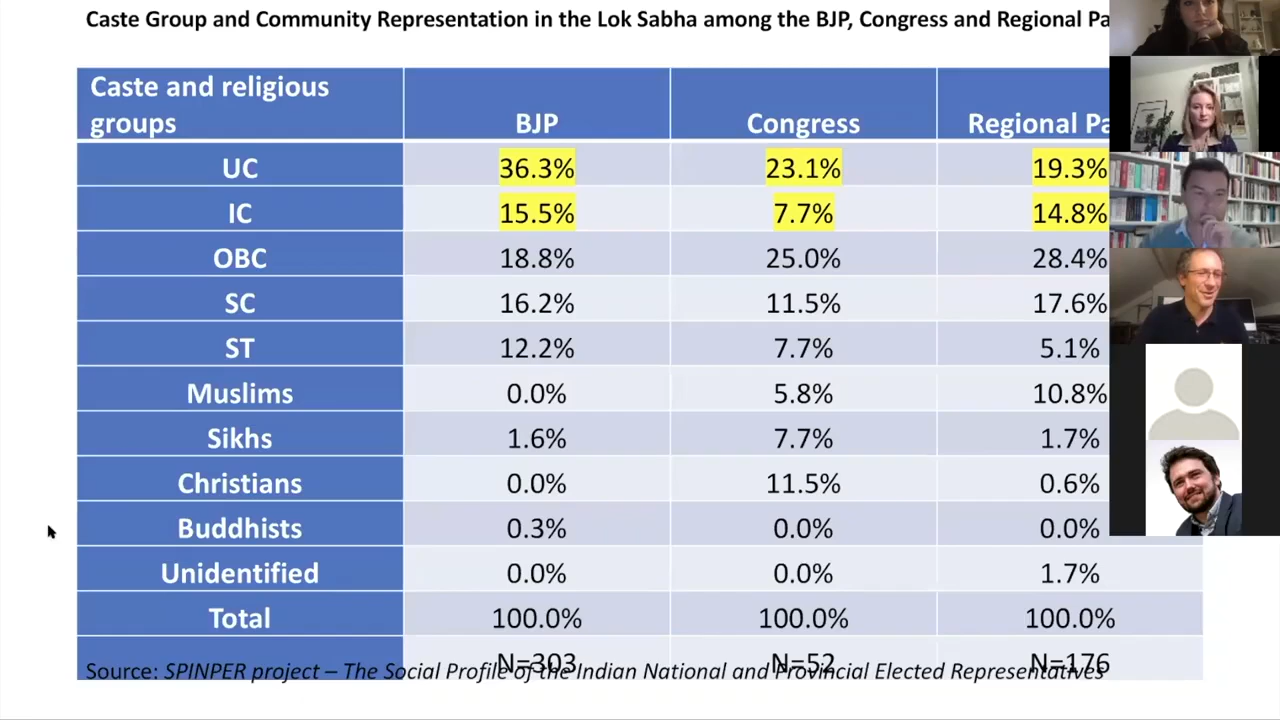 Caste Group and Community Representation in the Lok Sabha among the BJP, Congress and Regional
Caste and religious
groups BJP Congress Regional
UC 36.3% 23.1% 19.3%
IC 15.5% 7.7% 14.8%
OBC 18.8% 25.0% 28.4%
SC 16.2% 11.5% 17.6%
ST 12.2% 7.7% 5.1%
Muslims 0.0% 5.8% 10.8%
Sikhs 1.6% 7.7% 1.7%
Christians 0.0% 11.5% 0.6%
Buddhists 0.3% 0.0% 0.0%
Unidentified 0.0% 0.0% 1.7%
Total 100.0% 100.0% 100.0%
N=303 N=52 N=176
Source: SPINPER project – The Social Profile of the Indian National and Provincial Elected Representatives